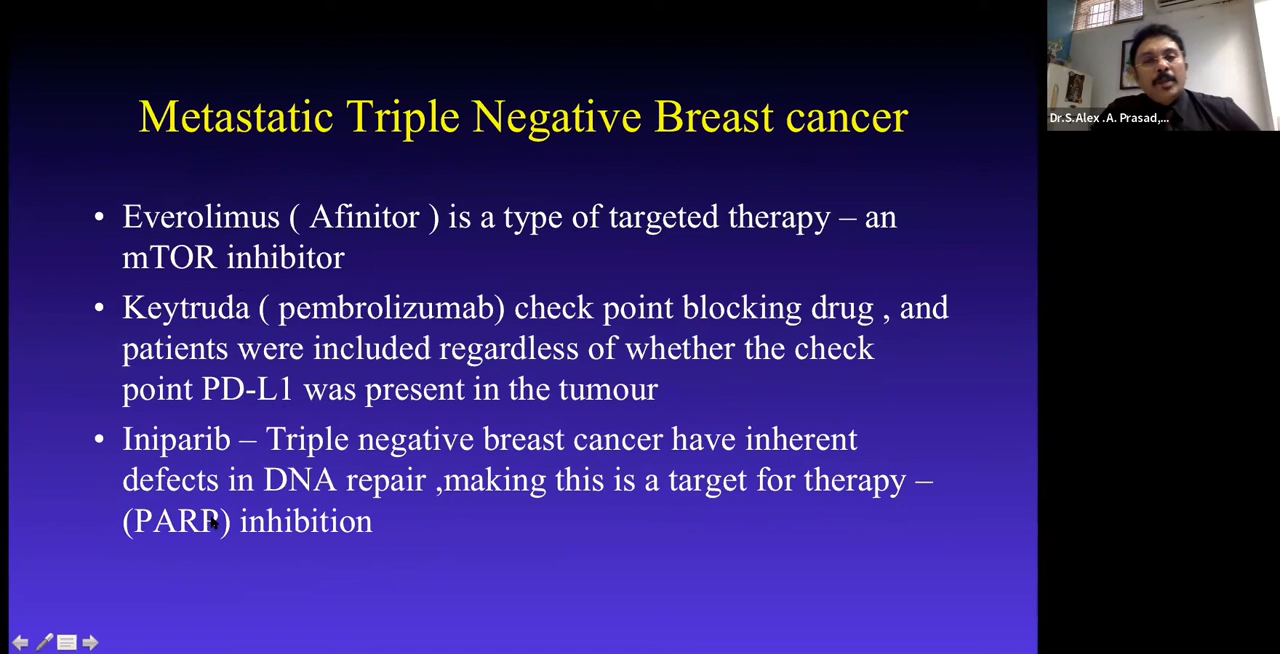 Metastatic Triple Negative Breast cancer
• Everolimus ( Afinitor ) is a type of targeted therapy – an
mTOR inhibitor
• Keytruda ( pembrolizumab) check point blocking drug , and
patients were included regardless of whether the check
point PD-L1 was present in the tumour
• Iniparib – Triple negative breast cancer have inherent
defects in DNA repair ,making this is a target for therapy –
(PARP) inhibition
Dr.S.Alex .A. Prasad,...